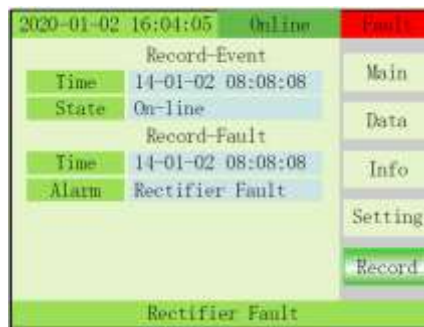 2020-01-02 16:04:05 Online Fault
Record-Event
Time 14-01-02 08:08:08
State On-line
Record-Fault
Time 14-01-02 08:08:08
Alarm Rectifier Fault
Main
Data
Info
Setting
Record
Rectifier Fault